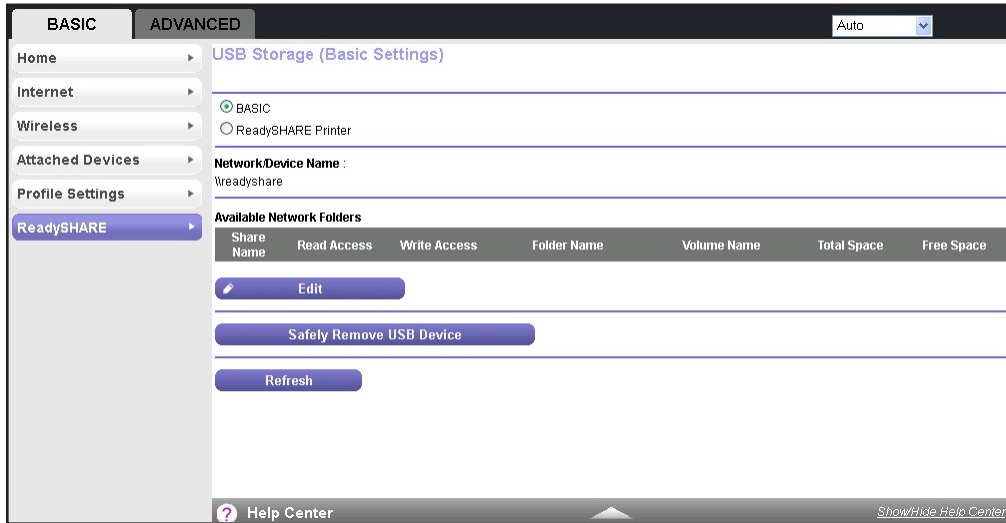 BASIC
ADVANCED
Auto
Home
Internet
Wireless
Attached Devices
Profile Settings
ReadySHARE
USB Storage (Basic Settings)
BASIC
ReadySHARE Printer
Network/Device Name :
\\readyshare
Available Network Folders
Share Name Read Access Write Access Folder Name Volume Name Total Space Free Space
Edit
Safely Remove USB Device
Refresh
? Help Center
Show/Hide Help Center